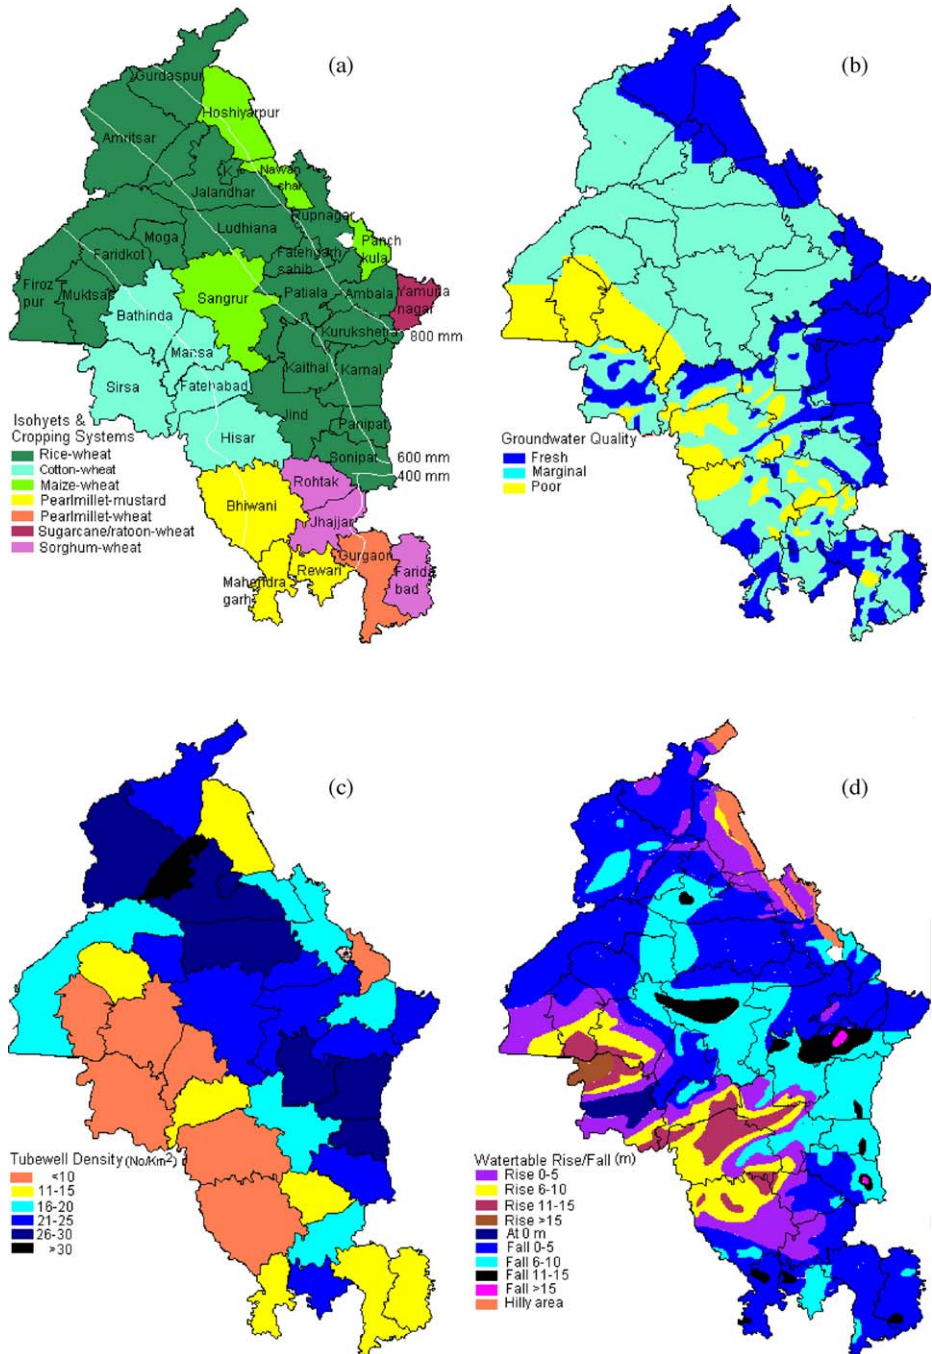 (a)
Gurdaspur
Hoshiyarpur
Amritsar
Nawan
shar
Jalandhar
Rupnagar
Ludhiana
Moga
Panch
kula
Faridkot
Fatehgarh
sahib
Firoz
pur
Muktsar
Sangrur
Patiala
Ambala
Yamuna
nagar
Bathinda
Kurukshetra
800 mm
Mansa
Kaithal
Karnal
Sirsa
Fatehabad
Jind
Panipat
Hisar
Sonipat
600 mm
400 mm
Rohtak
Bhiwani
Jhajjar
Gurgaon
Rewari
Farida
bad
Mahendra
garh
Isohyets &
Cropping Systems
Rice-wheat
Cotton-wheat
Maize-wheat
Pearlmillet-mustard
Pearlmillet-wheat
Sugarcane/ratoon-wheat
Sorghum-wheat
(b)
Groundwater Quality
Fresh
Marginal
Poor
(c)
Tubewell Density (No/Km²)
<10
11-15
16-20
21-25
26-30
>30
(d)
Watertable Rise/Fall (m)
Rise 0-5
Rise 6-10
Rise 11-15
Rise >15
At 0 m
Fall 0-5
Fall 6-10
Fall 11-15
Fall >15
Hilly area